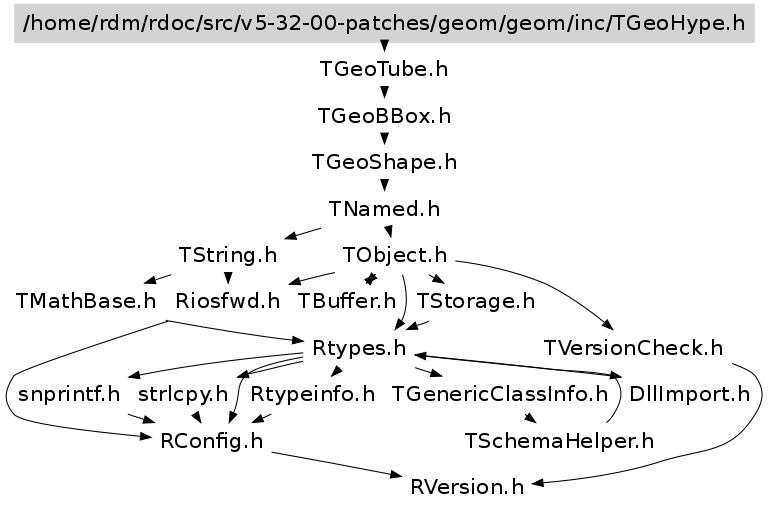 /home/rdm/rdoc/src/v5-32-00-patches/geom/geom/inc/TGeoHype.h
TGeoTube.h
TGeoBBox.h
TGeoShape.h
TNamed.h
TString.h
TObject.h
TMathBase.h
Riosfwd.h
TBuffer.h
TStorage.h
Rtypes.h
TVersionCheck.h
snprintf.h
strlcpy.h
Rtypeinfo.h
TGenericClassInfo.h
DllImport.h
RConfig.h
TSchemaHelper.h
RVersion.h